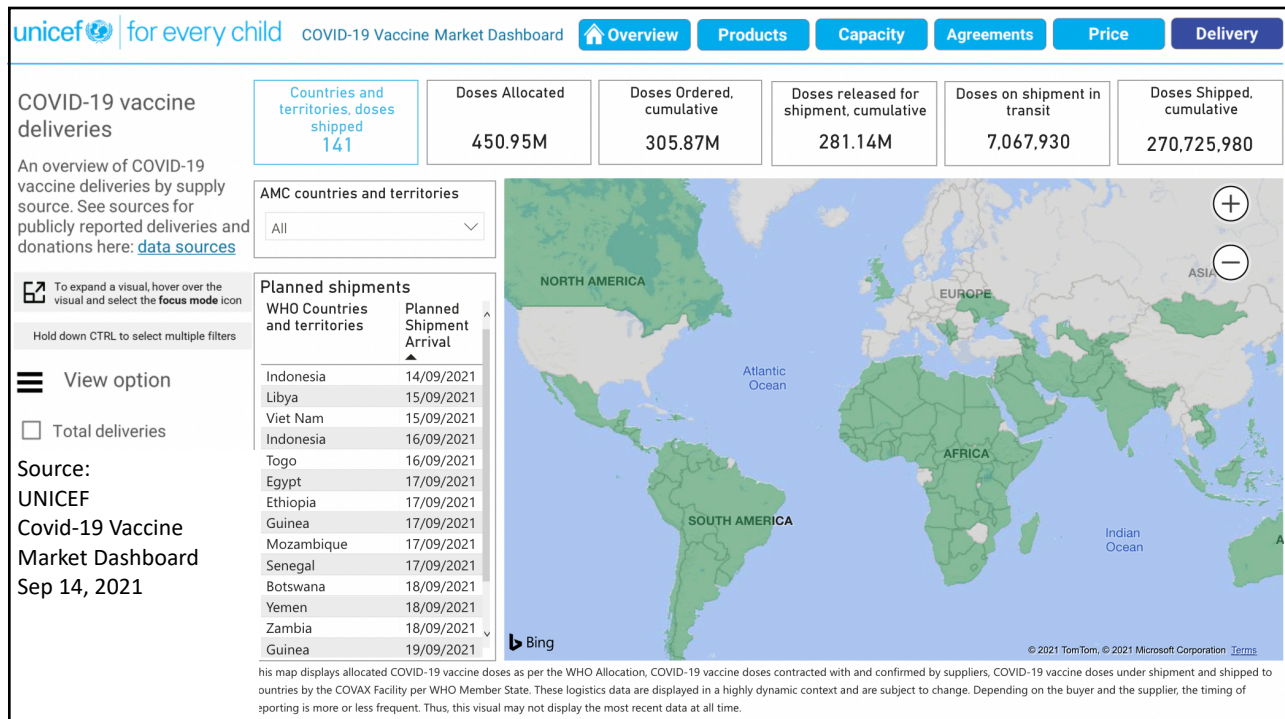 unicef for every child
COVID-19 Vaccine Market Dashboard
Overview
Products
Capacity
Agreements
Price
Delivery
COVID-19 vaccine
deliveries
An overview of COVID-19
vaccine deliveries by supply
source. See sources for
publicly reported deliveries and
donations here: data sources
To expand a visual, hover over the
visual and select the focus mode icon
Hold down CTRL to select multiple filters
View option
Total deliveries
Source:
UNICEF
Covid-19 Vaccine
Market Dashboard
Sep 14, 2021
Countries and
territories, doses
shipped
141
Doses Allocated
450.95M
Doses Ordered,
cumulative
305.87M
Doses released for
shipment, cumulative
281.14M
Doses on shipment in
transit
7,067,930
Doses Shipped,
cumulative
270,725,980
AMC countries and territories
All
Planned shipments
WHO Countries
and territories
Planned
Shipment
Arrival
Indonesia 14/09/2021
Libya 15/09/2021
Viet Nam 15/09/2021
Indonesia 16/09/2021
Togo 16/09/2021
Egypt 17/09/2021
Ethiopia 17/09/2021
Guinea 17/09/2021
Mozambique 17/09/2021
Senegal 17/09/2021
Botswana 18/09/2021
Yemen 18/09/2021
Zambia 18/09/2021
Guinea 19/09/2021
NORTH AMERICA
EUROPE
ASIA
Atlantic
Ocean
AFRICA
SOUTH AMERICA
Indian
Ocean
A
Bing
© 2021 TomTom, © 2021 Microsoft Corporation Terms
his map displays allocated COVID-19 vaccine doses as per the WHO Allocation, COVID-19 vaccine doses contracted with and confirmed by suppliers, COVID-19 vaccine doses under shipment and shipped to
ountries by the COVAX Facility per WHO Member State. These logistics data are displayed in a highly dynamic context and are subject to change. Depending on the buyer and the supplier, the timing of
eporting is more or less frequent. Thus, this visual may not display the most recent data at all time.